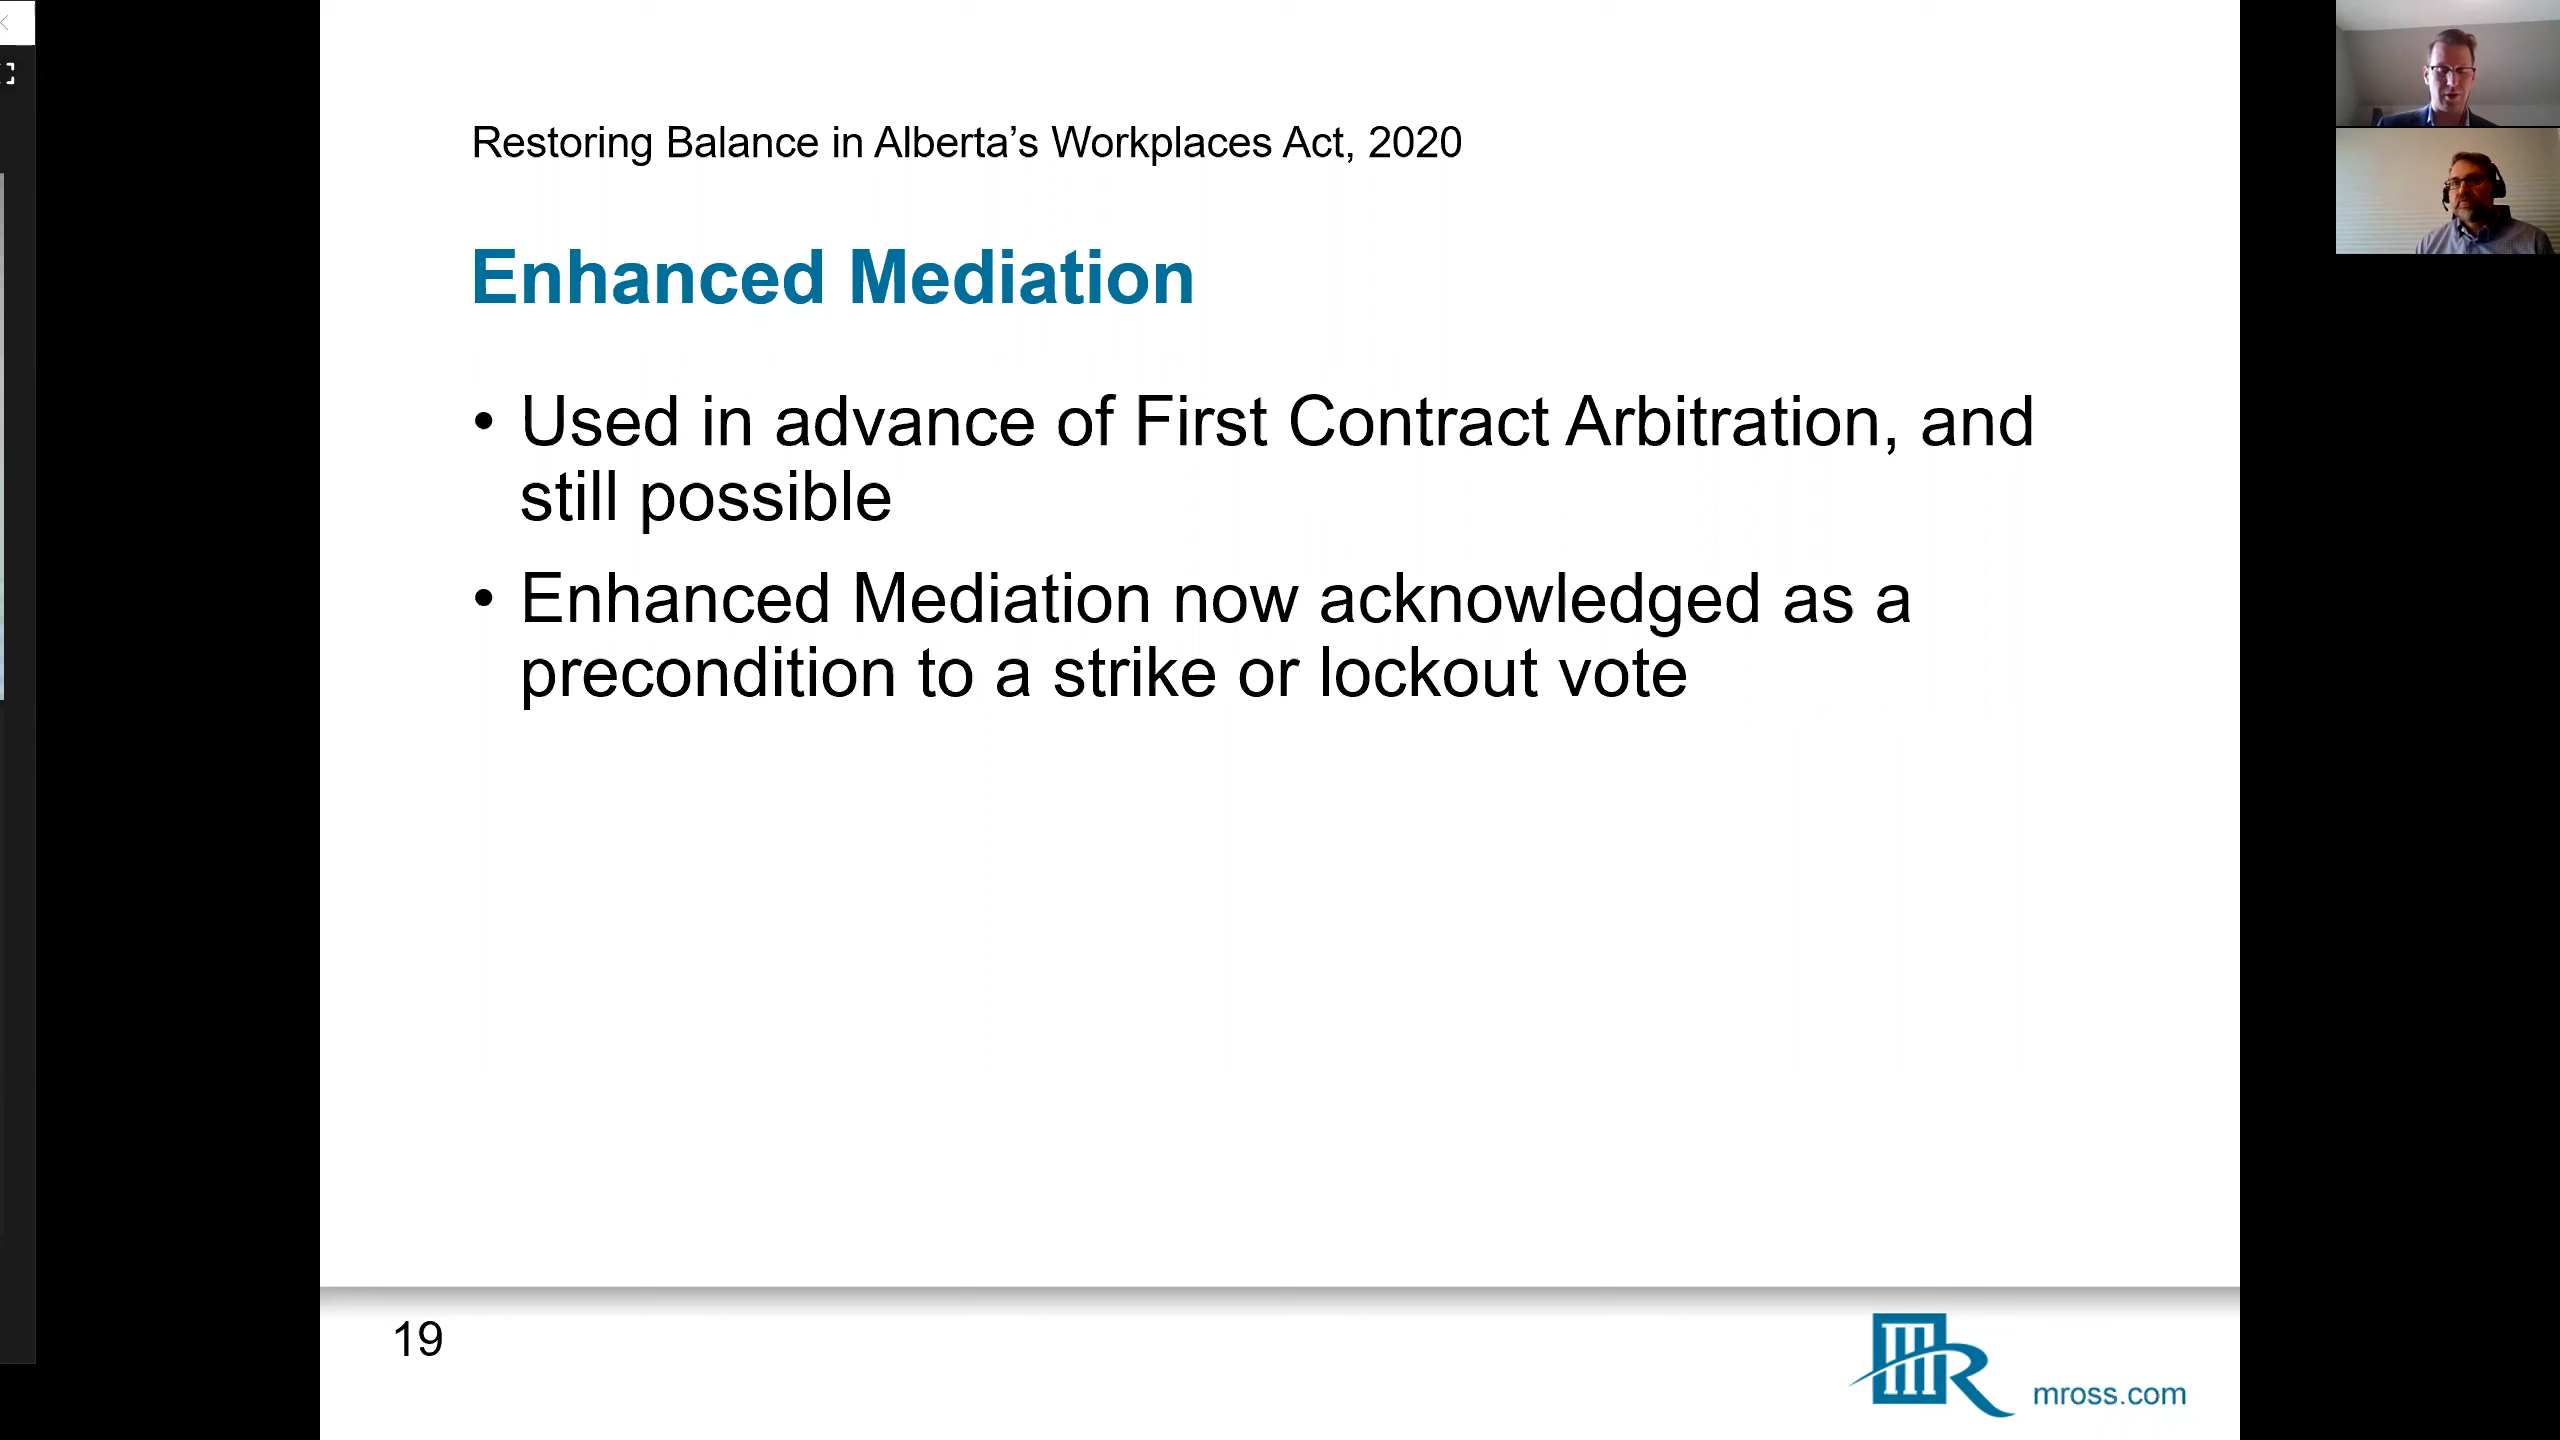 Restoring Balance in Alberta’s Workplaces Act, 2020
Enhanced Mediation
• Used in advance of First Contract Arbitration, and
still possible
• Enhanced Mediation now acknowledged as a
precondition to a strike or lockout vote
19
mross.com